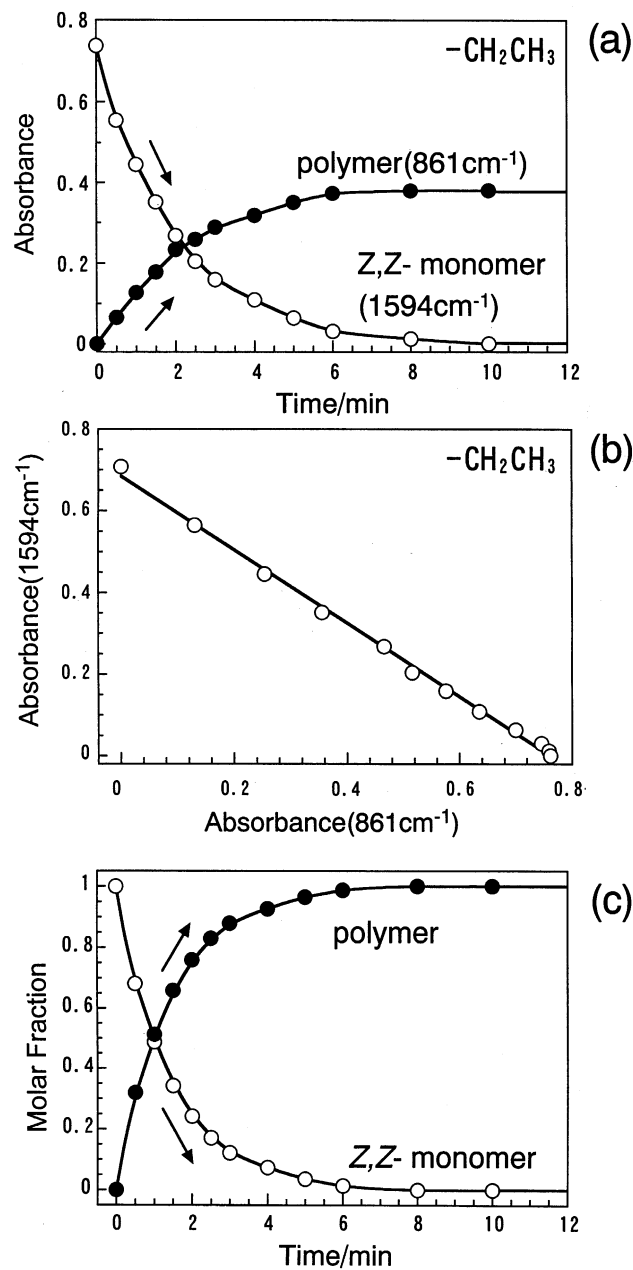 (a)
0.8
−CH₂CH₃
0.6
polymer(861cm⁻¹)
0.4
Absorbance
Z,Z- monomer
0.2
(1594cm⁻¹)
0
0 2 4 6 8 10 12
Time/min
(b)
0.8
−CH₂CH₃
0.6
0.4
Absorbance(1594cm⁻¹)
0.2
0
0 0.2 0.4 0.6 0.8
Absorbance(861cm⁻¹)
(c)
1
polymer
0.8
0.6
Molar Fraction
0.4
0.2
Z,Z- monomer
0
0 2 4 6 8 10 12
Time/min